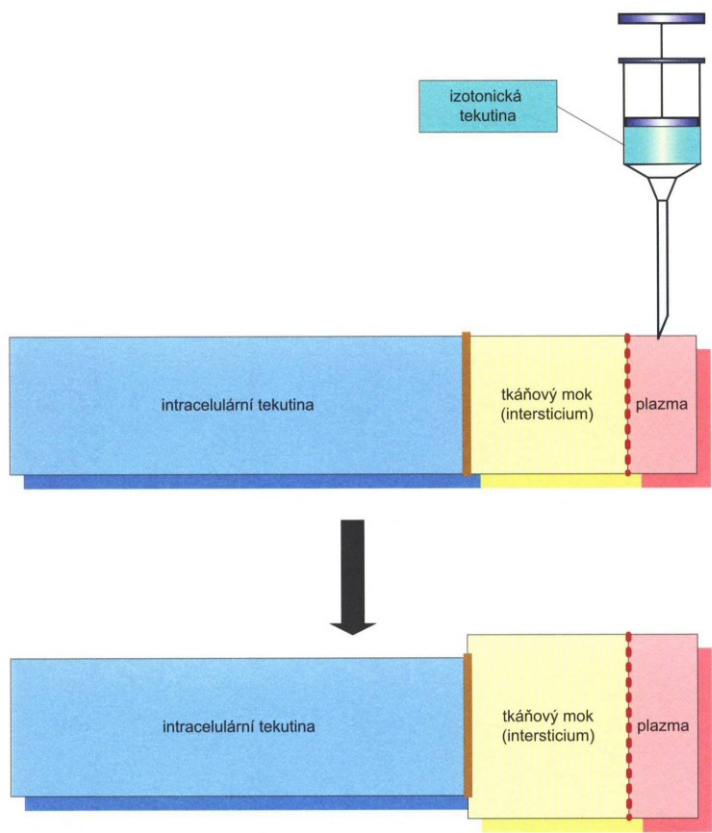 izotonická
tekutina
intracelulární tekutina
tkáňový mok
(intersticium)
plazma
intracelulární tekutina
tkáňový mok
(intersticium)
plazma